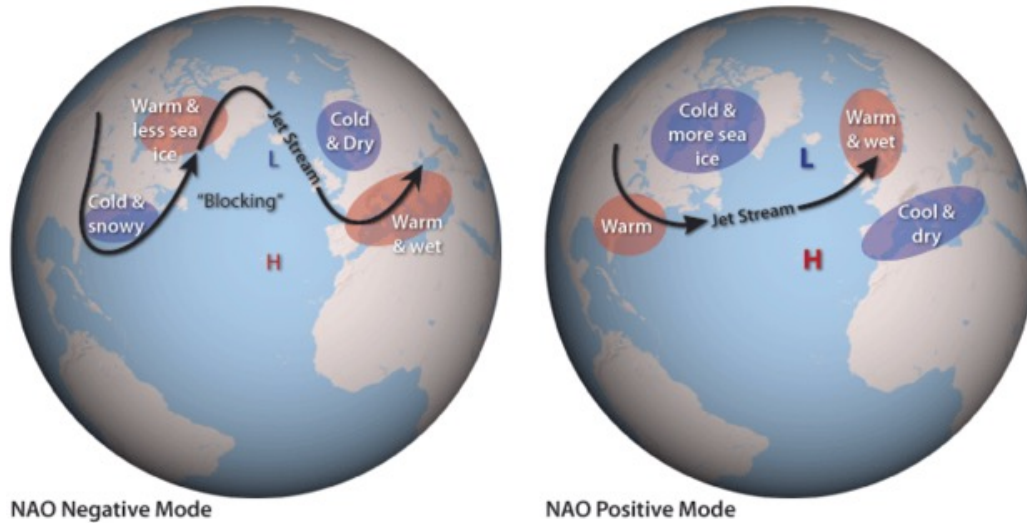 Warm &
less sea
ice
Cold &
snowy
"Blocking"
Jet Stream
Cold
& Dry
L
H
Warm
& wet
NAO Negative Mode
Cold &
more sea
ice
Warm
Jet Stream
Warm
& wet
L
H
Cool &
dry
NAO Positive Mode